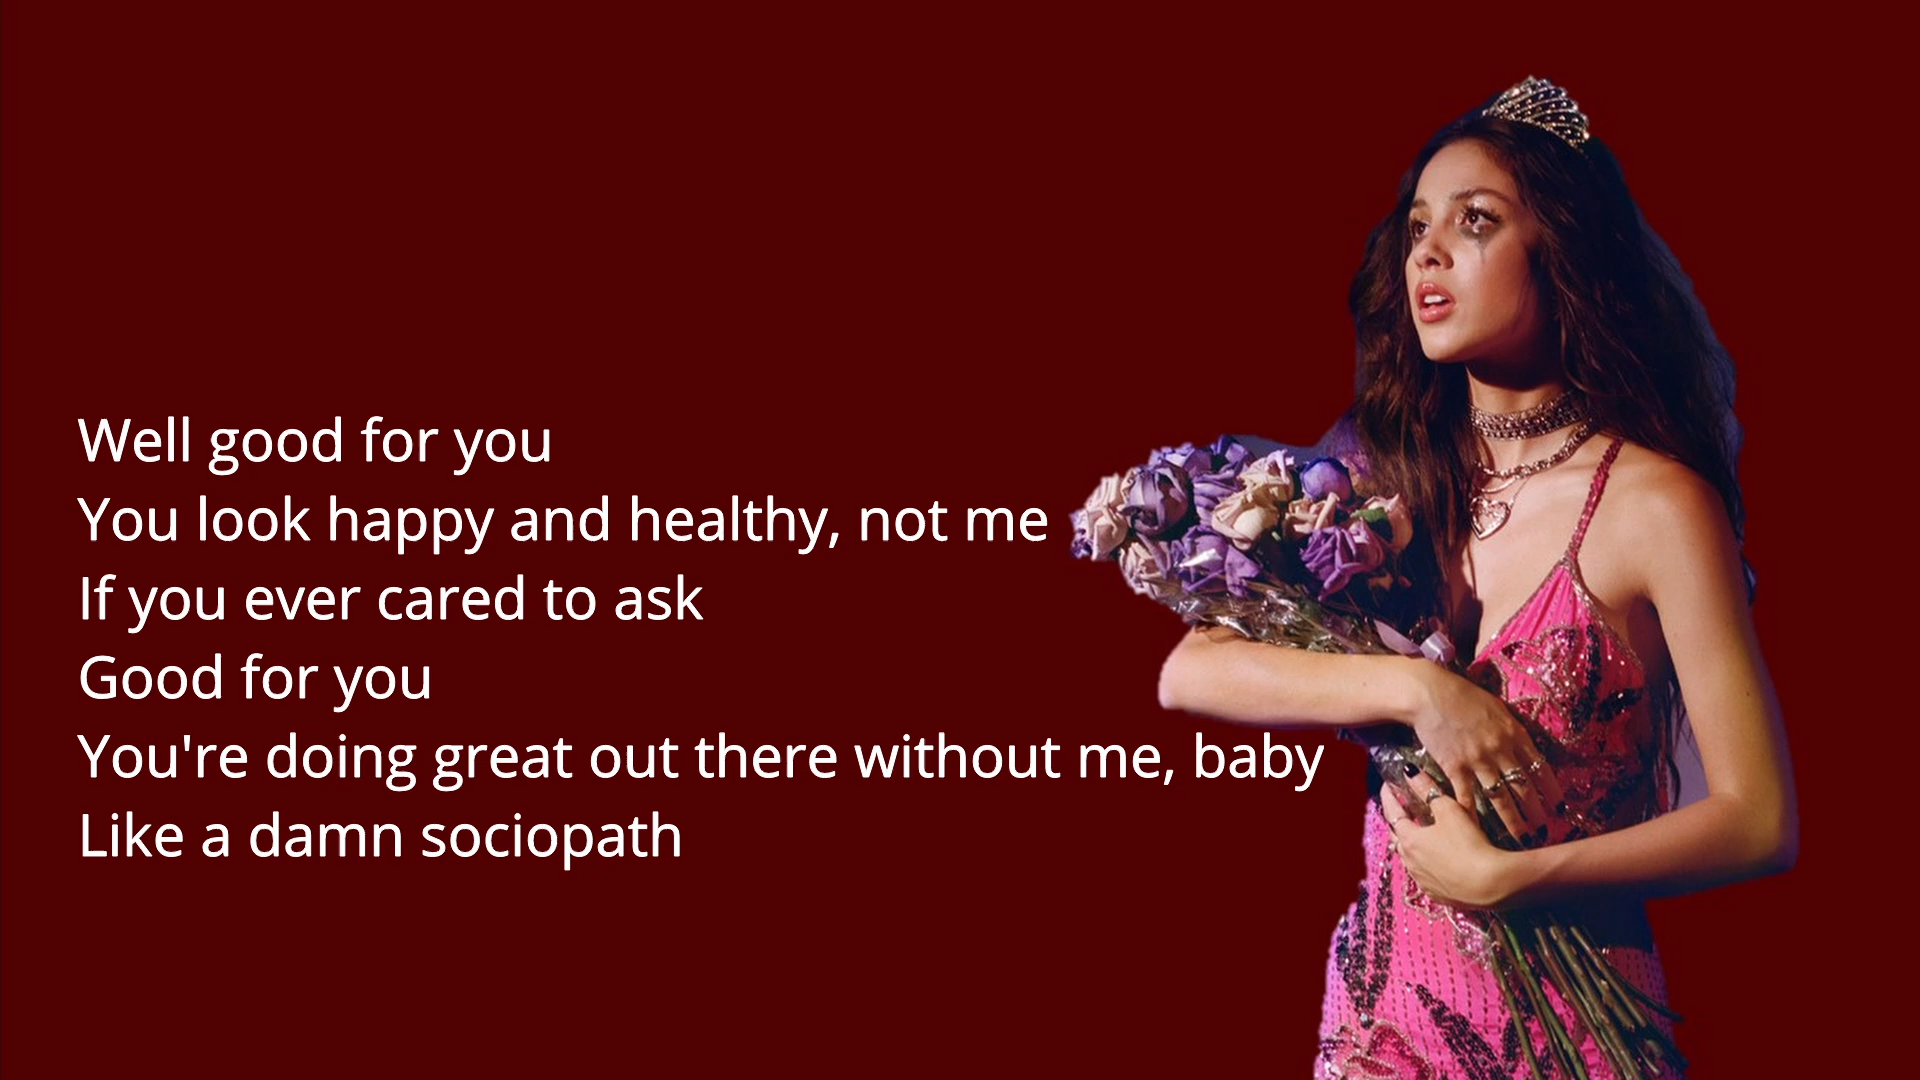 Well good for you
You look happy and healthy, not me
If you ever cared to ask
Good for you
You're doing great out there without me, baby
Like a damn sociopath